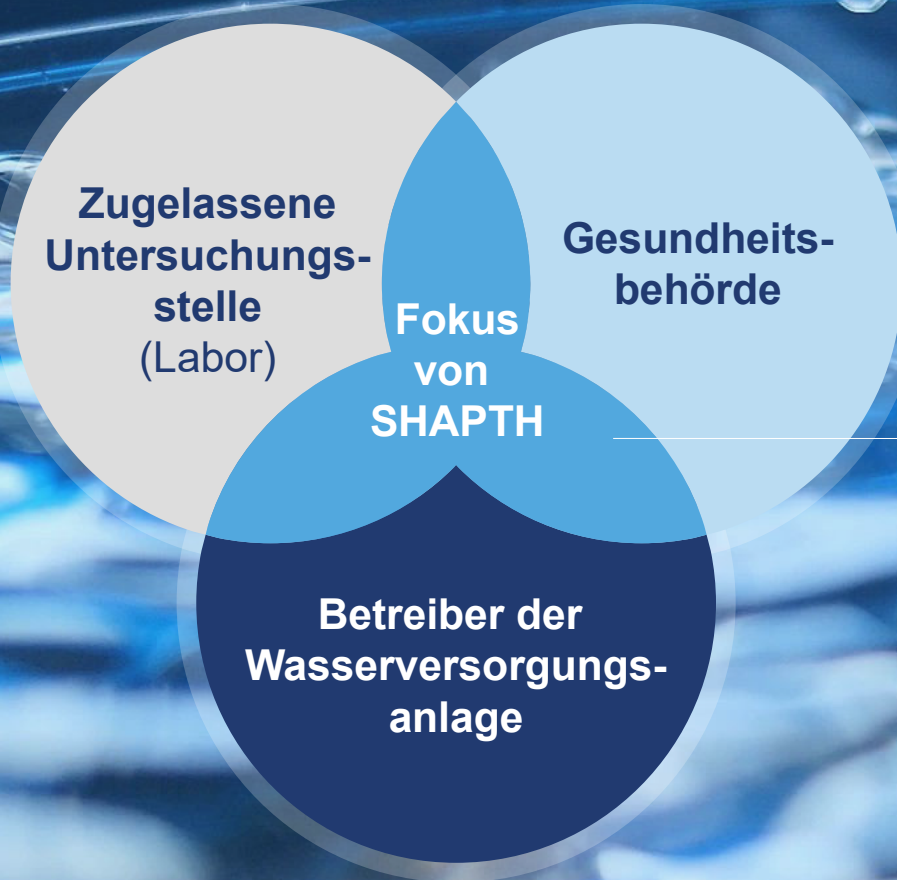 Zugelassene
Untersuchungs-
stelle
(Labor)
Gesundheits-
behörde
Fokus
von
SHAPTH
Betreiber der
Wasserversorgungs-
anlage